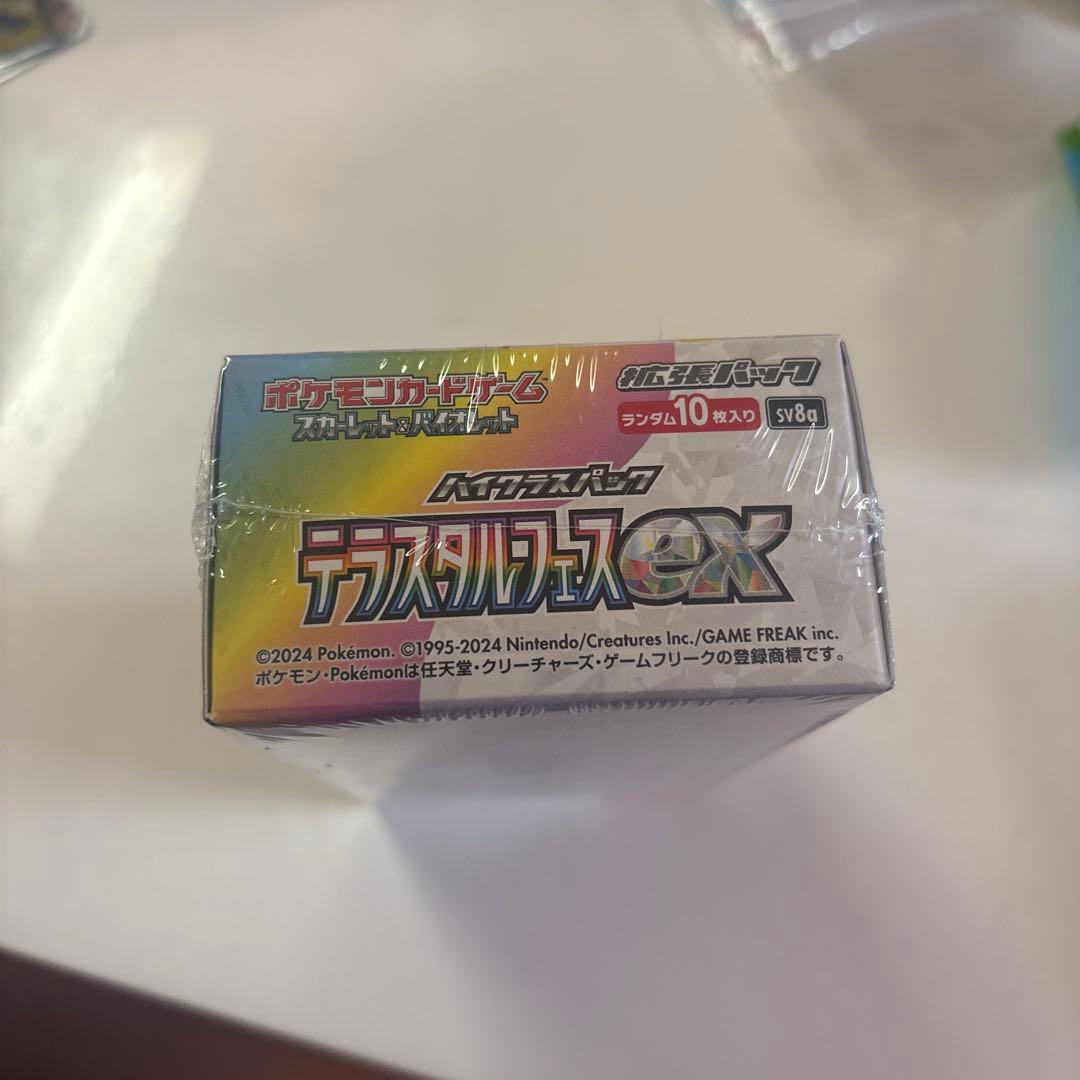 ポケモンカードゲーム
スカーレット&バイオレット
拡張パック
ランダム10枚入り SV8a
ハイクラスパック
テラスタルフェスex
©2024 Pokémon. ©1995-2024 Nintendo/Creatures Inc./GAME FREAK inc.
ポケモン・Pokémonは任天堂・クリーチャーズ・ゲームフリークの登録商標です。